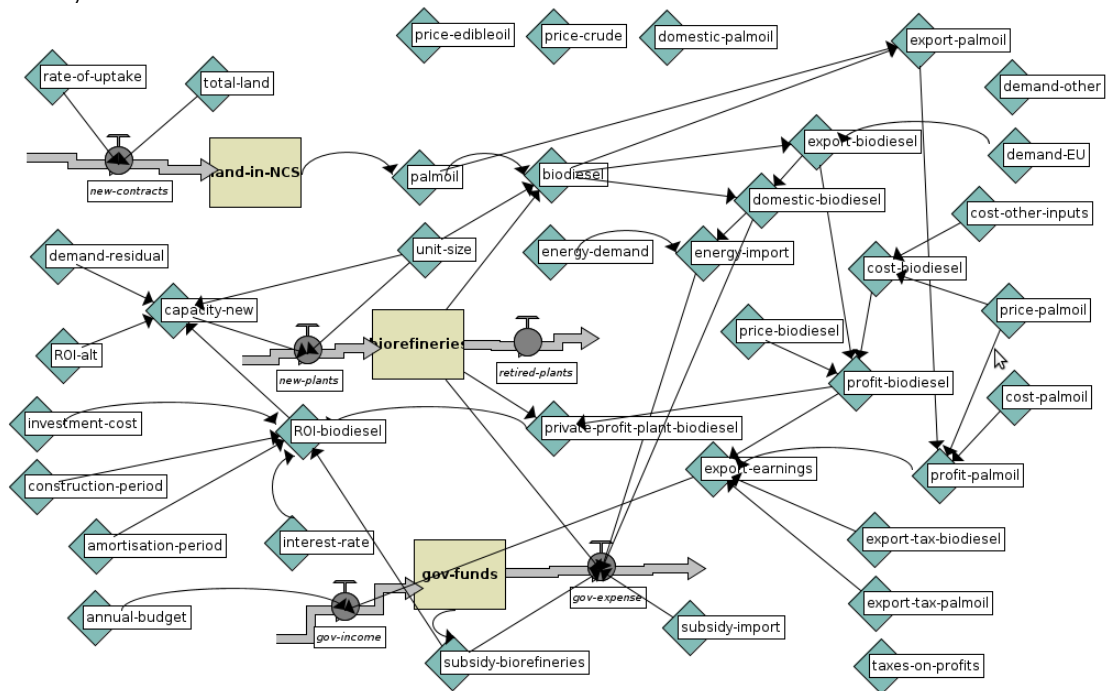 price-edibleoil
price-crude
domestic-palmoil
export-palmoil
rate-of-uptake
total-land
demand-other
export-biodiesel
demand-EU
land-in-NCS
new-contracts
palmoil
biodiesel
domestic-biodiesel
cost-other-inputs
demand-residual
unit-size
energy-demand
energy-import
cost-biodiesel
capacity-new
price-palmoil
price-biodiesel
biorefineries
ROI-alt
new-plants
retired-plants
profit-biodiesel
cost-palmoil
investment-cost
ROI-biodiesel
private-profit-plant-biodiesel
export-earnings
profit-palmoil
construction-period
amortisation-period
interest-rate
export-tax-biodiesel
gov-funds
gov-expense
annual-budget
export-tax-palmoil
gov-income
subsidy-import
subsidy-biorefineries
taxes-on-profits